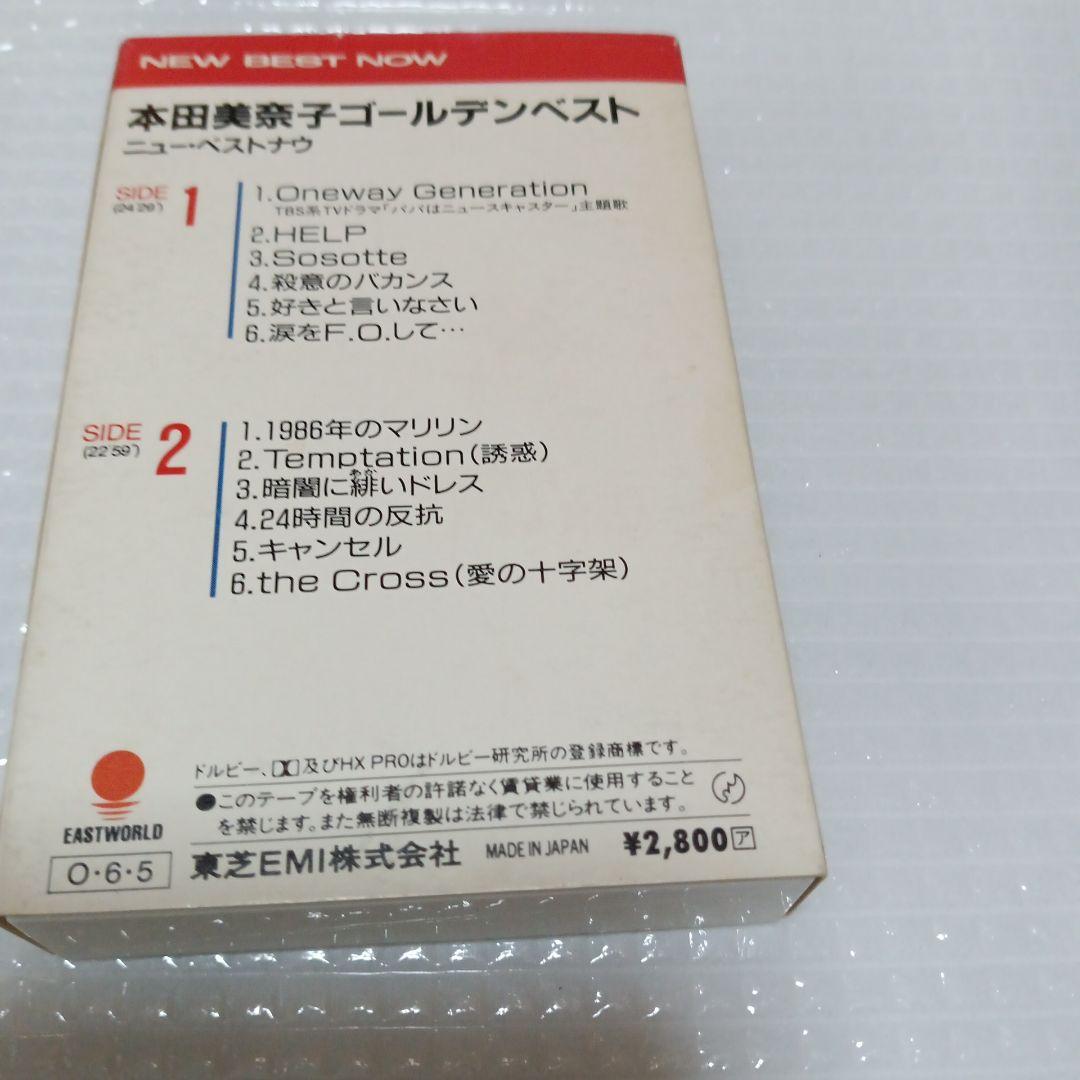 NEW BEST NOW
本田美奈子ゴールデンベスト
ニュー・ベストナウ
SIDE 1
(24'26")
1.Oneway Generation
TBS系TVドラマ「パパはニュースキャスター」主題歌
2.HELP
3.Sosotte
4.殺意のバカンス
5.好きと言いなさい
6.涙をF.O.して…
SIDE 2
(22'59")
1.1986年のマリリン
2.Temptation(誘惑)
あか
3.暗闇に緋いドレス
4.24時間の反抗
5.キャンセル
6.the Cross(愛の十字架)
ドルビー、及びHX PROはドルビー研究所の登録商標です。
●このテープを権利者の許諾なく賃貸業に使用すること
を禁じます。また無断複製は法律で禁じられています。
EASTWORLD
O・6・5
東芝EMI株式会社 MADE IN JAPAN ¥2,800ア